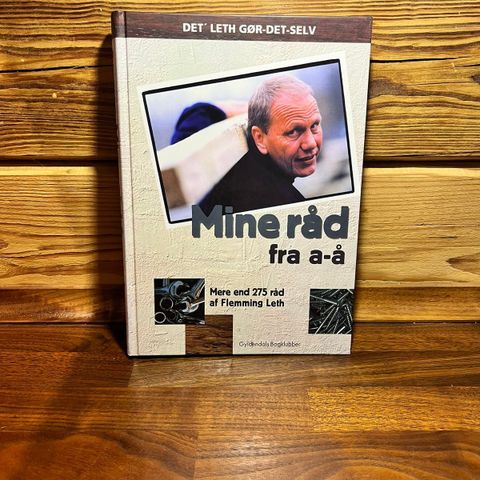 DET´ LETH GØR-DET-SELV
Mine råd
fra a-å
Mere end 275 råd
af Flemming Leth
Gyldendals Bogklubber